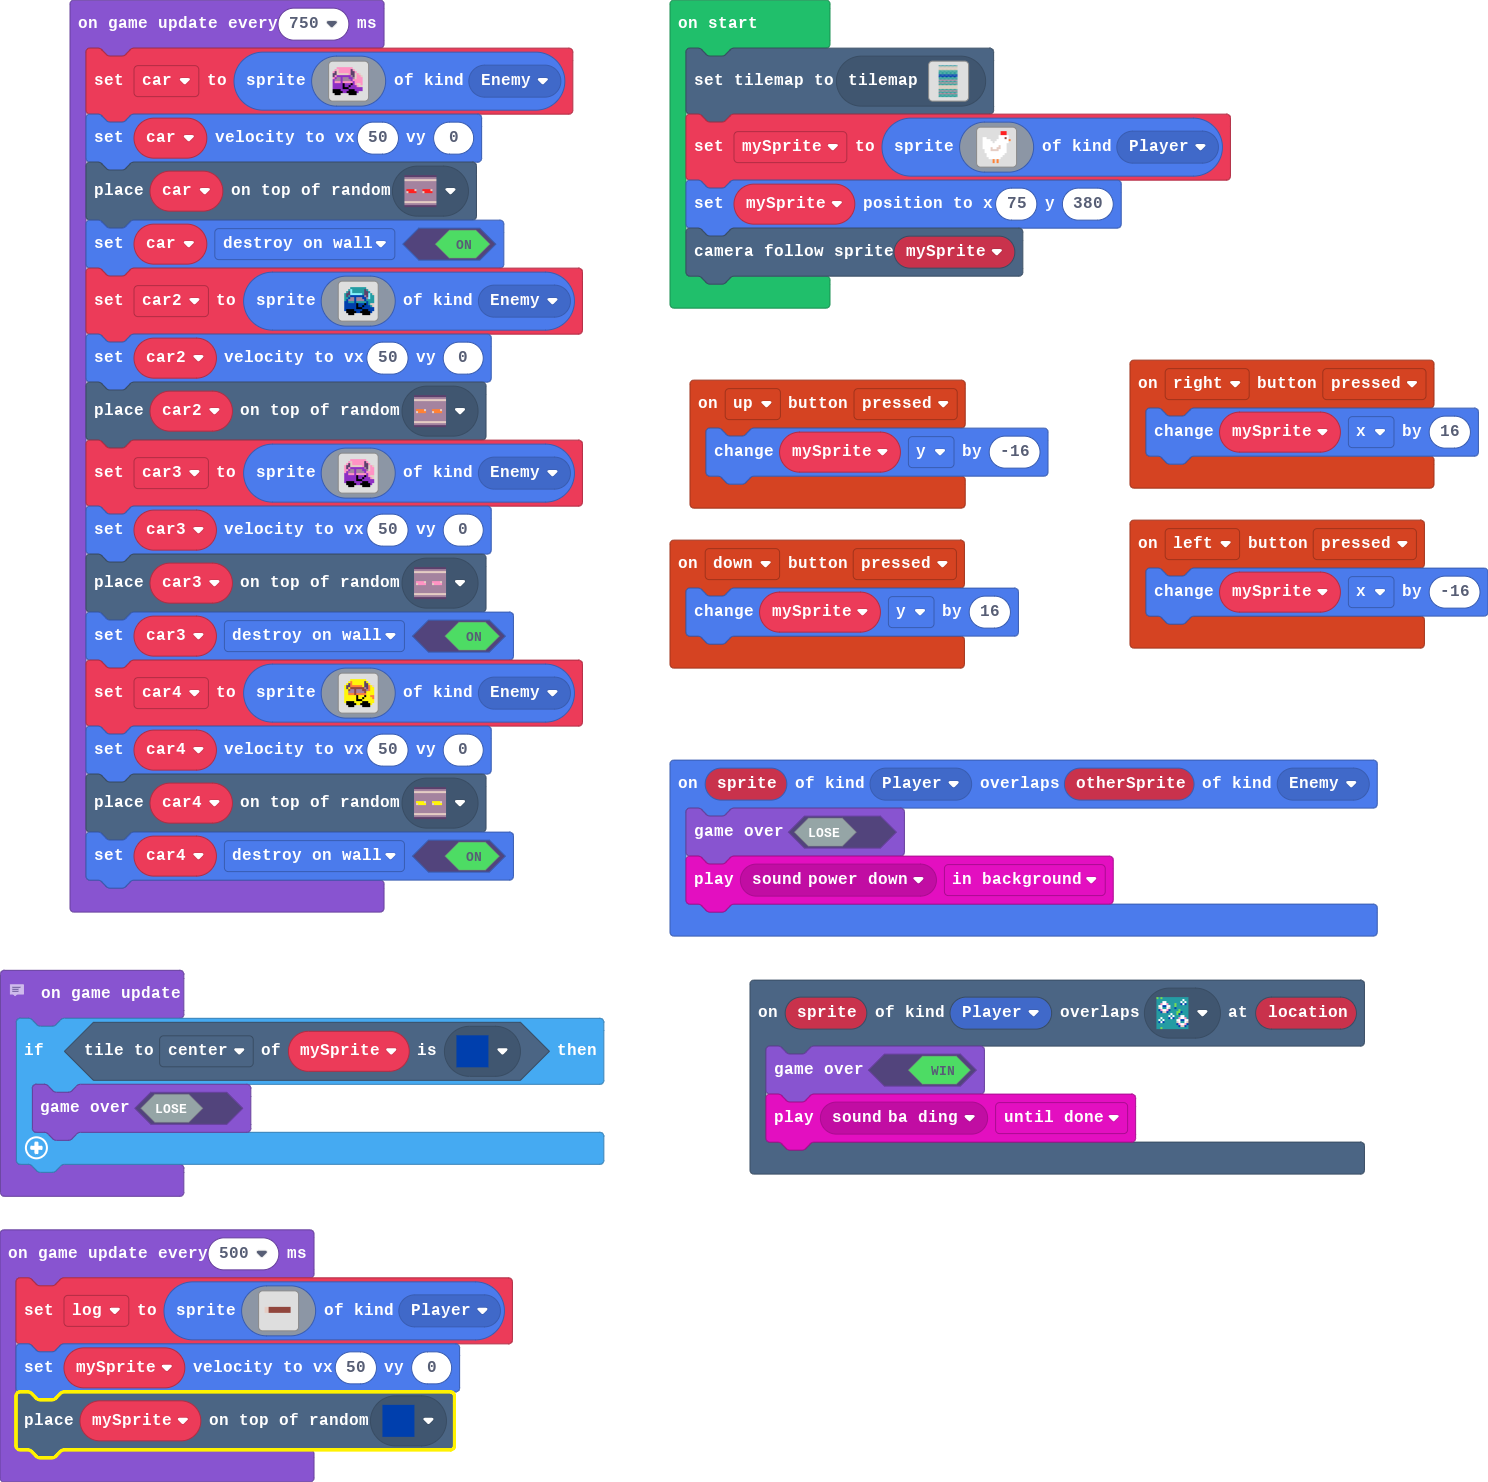 on game update every 750 ms
set car to sprite of kind Enemy
set car velocity to vx 50 vy 0
place car on top of random
set car destroy on wall ON
set car2 to sprite of kind Enemy
set car2 velocity to vx 50 vy 0
place car2 on top of random
set car3 to sprite of kind Enemy
set car3 velocity to vx 50 vy 0
place car3 on top of random
set car3 destroy on wall ON
set car4 to sprite of kind Enemy
set car4 velocity to vx 50 vy 0
place car4 on top of random
set car4 destroy on wall ON
on start
set tilemap to tilemap
set mySprite to sprite of kind Player
set mySprite position to x 75 y 380
camera follow sprite mySprite
on up button pressed
change mySprite y by -16
on right button pressed
change mySprite x by 16
on down button pressed
change mySprite y by 16
on left button pressed
change mySprite x by -16
on sprite of kind Player overlaps otherSprite of kind Enemy
game over LOSE
play sound power down in background
on game update
if tile to center of mySprite is then
game over LOSE
on sprite of kind Player overlaps at location
game over WIN
play sound ba ding until done
on game update every 500 ms
set log to sprite of kind Player
set mySprite velocity to vx 50 vy 0
place mySprite on top of random